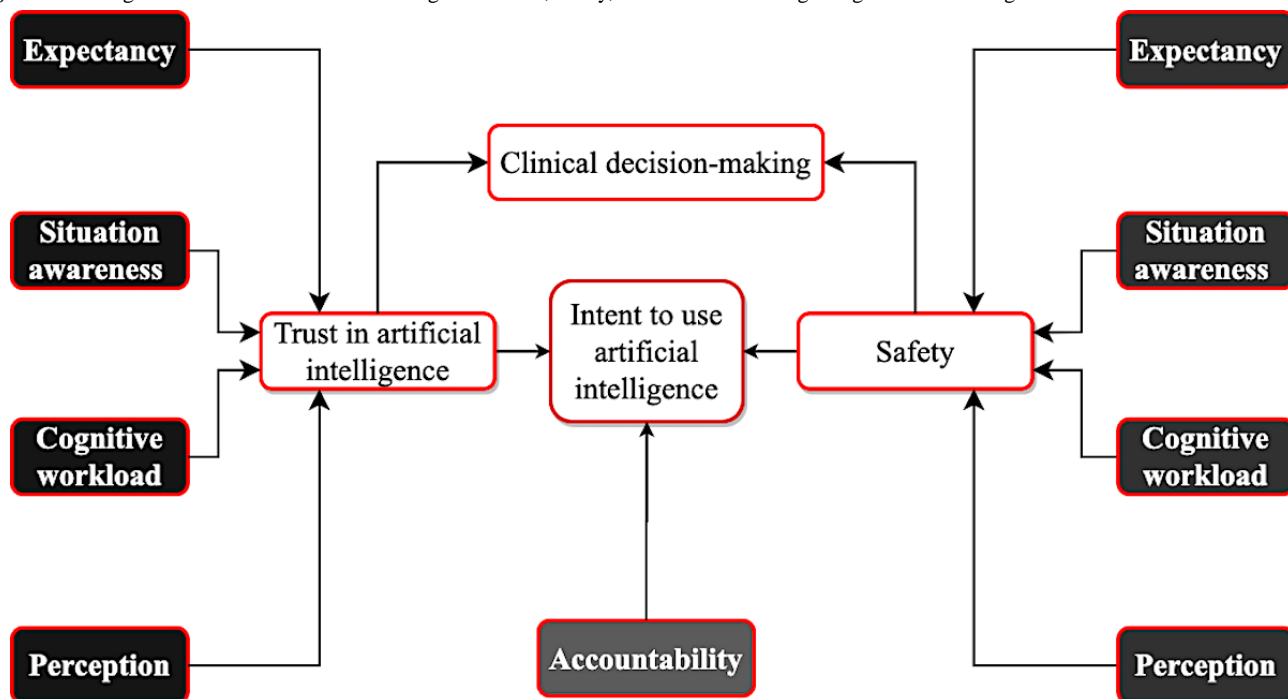 Expectancy
Expectancy
Clinical decision-making
Situation
awareness
Situation
awareness
Trust in artificial
intelligence
Intent to use
artificial
intelligence
Safety
Cognitive
workload
Cognitive
workload
Perception
Accountability
Perception